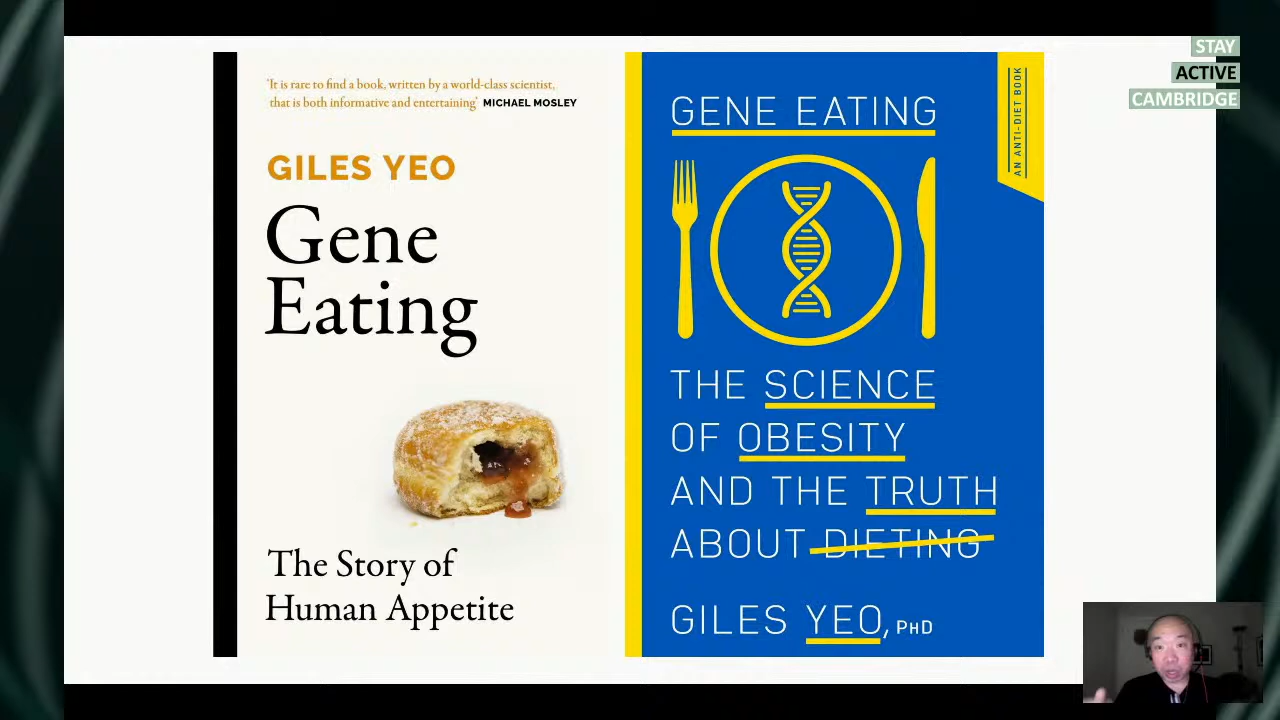 'It is rare to find a book, written by a world-class scientist,
that is both informative and entertaining' MICHAEL MOSLEY
GILES YEO
Gene
Eating
The Story of
Human Appetite
GENE EATING
AN ANTI-DIET BOOK
THE SCIENCE
OF OBESITY
AND THE TRUTH
ABOUT DIETING
GILES YEO, PHD
STAY
ACTIVE
CAMBRIDGE